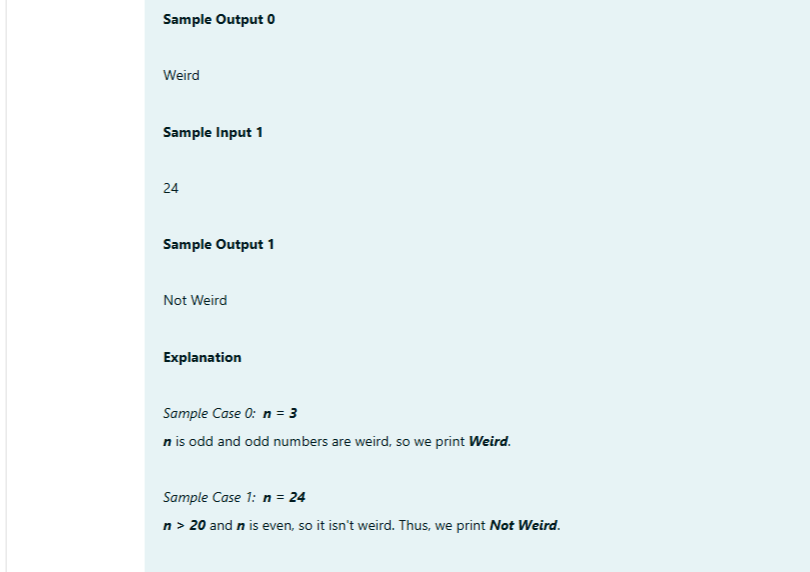 Sample Output 0
Weird
Sample Input 1
24
Sample Output 1
Not Weird
Explanation
Sample Case 0: n = 3
n is odd and odd numbers are weird, so we print Weird.
Sample Case 1: n = 24
n > 20 and n is even, so it isn't weird. Thus, we print Not Weird.